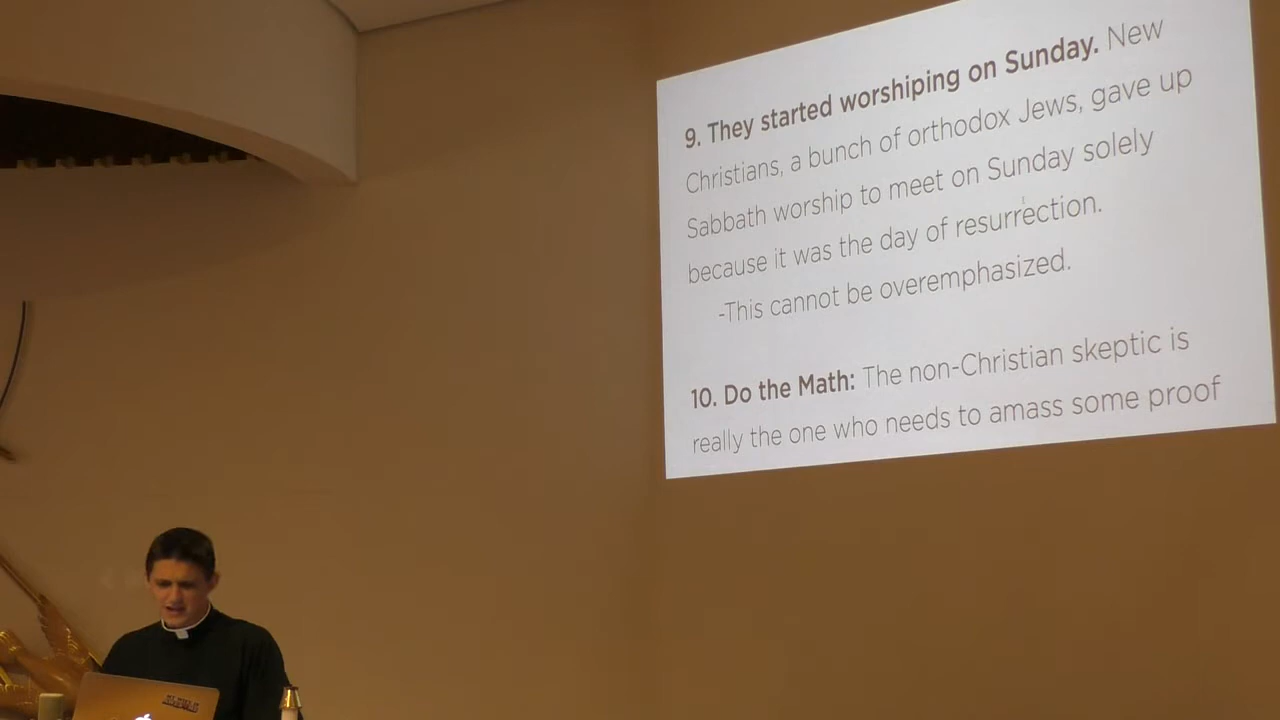 9. They started worshiping on Sunday. New
Christians, a bunch of orthodox Jews, gave up
Sabbath worship to meet on Sunday solely
because it was the day of resurrection.
-This cannot be overemphasized.
10. Do the Math: The non-Christian skeptic is
really the one who needs to amass some proof